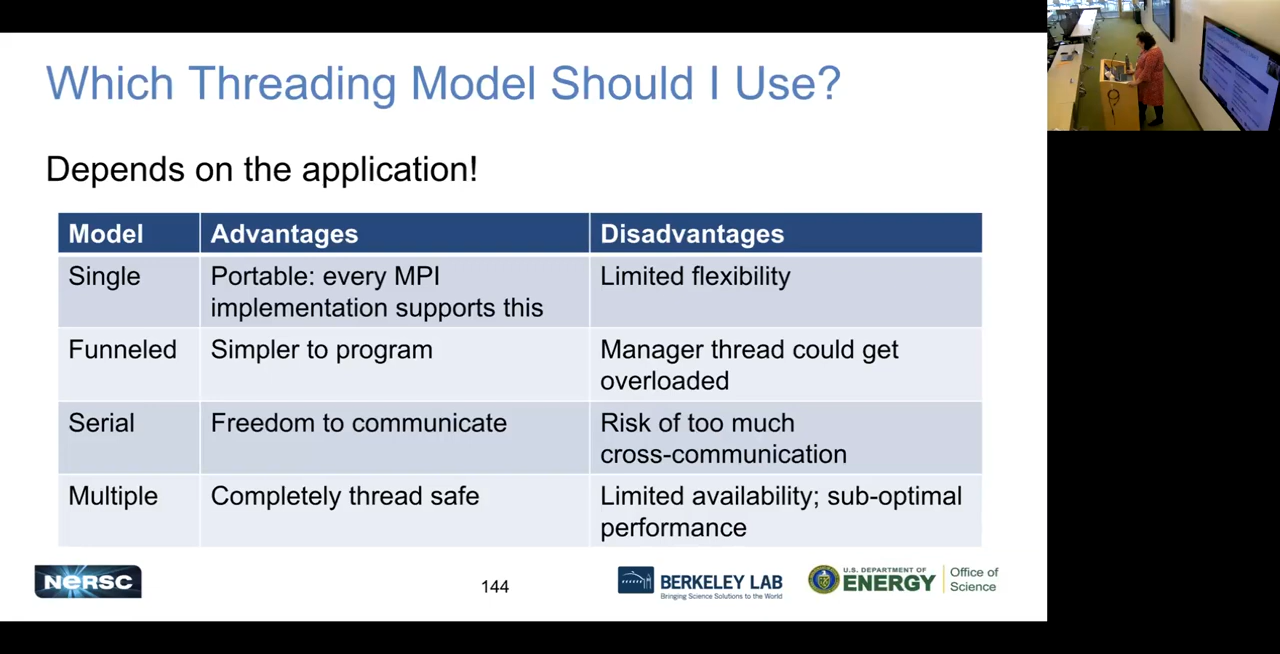 Which Threading Model Should I Use?
Depends on the application!
Model Advantages Disadvantages
Single Portable: every MPI Limited flexibility
implementation supports this
Funneled Simpler to program Manager thread could get
overloaded
Serial Freedom to communicate Risk of too much
cross-communication
Multiple Completely thread safe Limited availability; sub-optimal
performance
NERSC
144
BERKELEY LAB
Bringing Science Solutions to the World
U.S. DEPARTMENT OF
ENERGY
Office of
Science